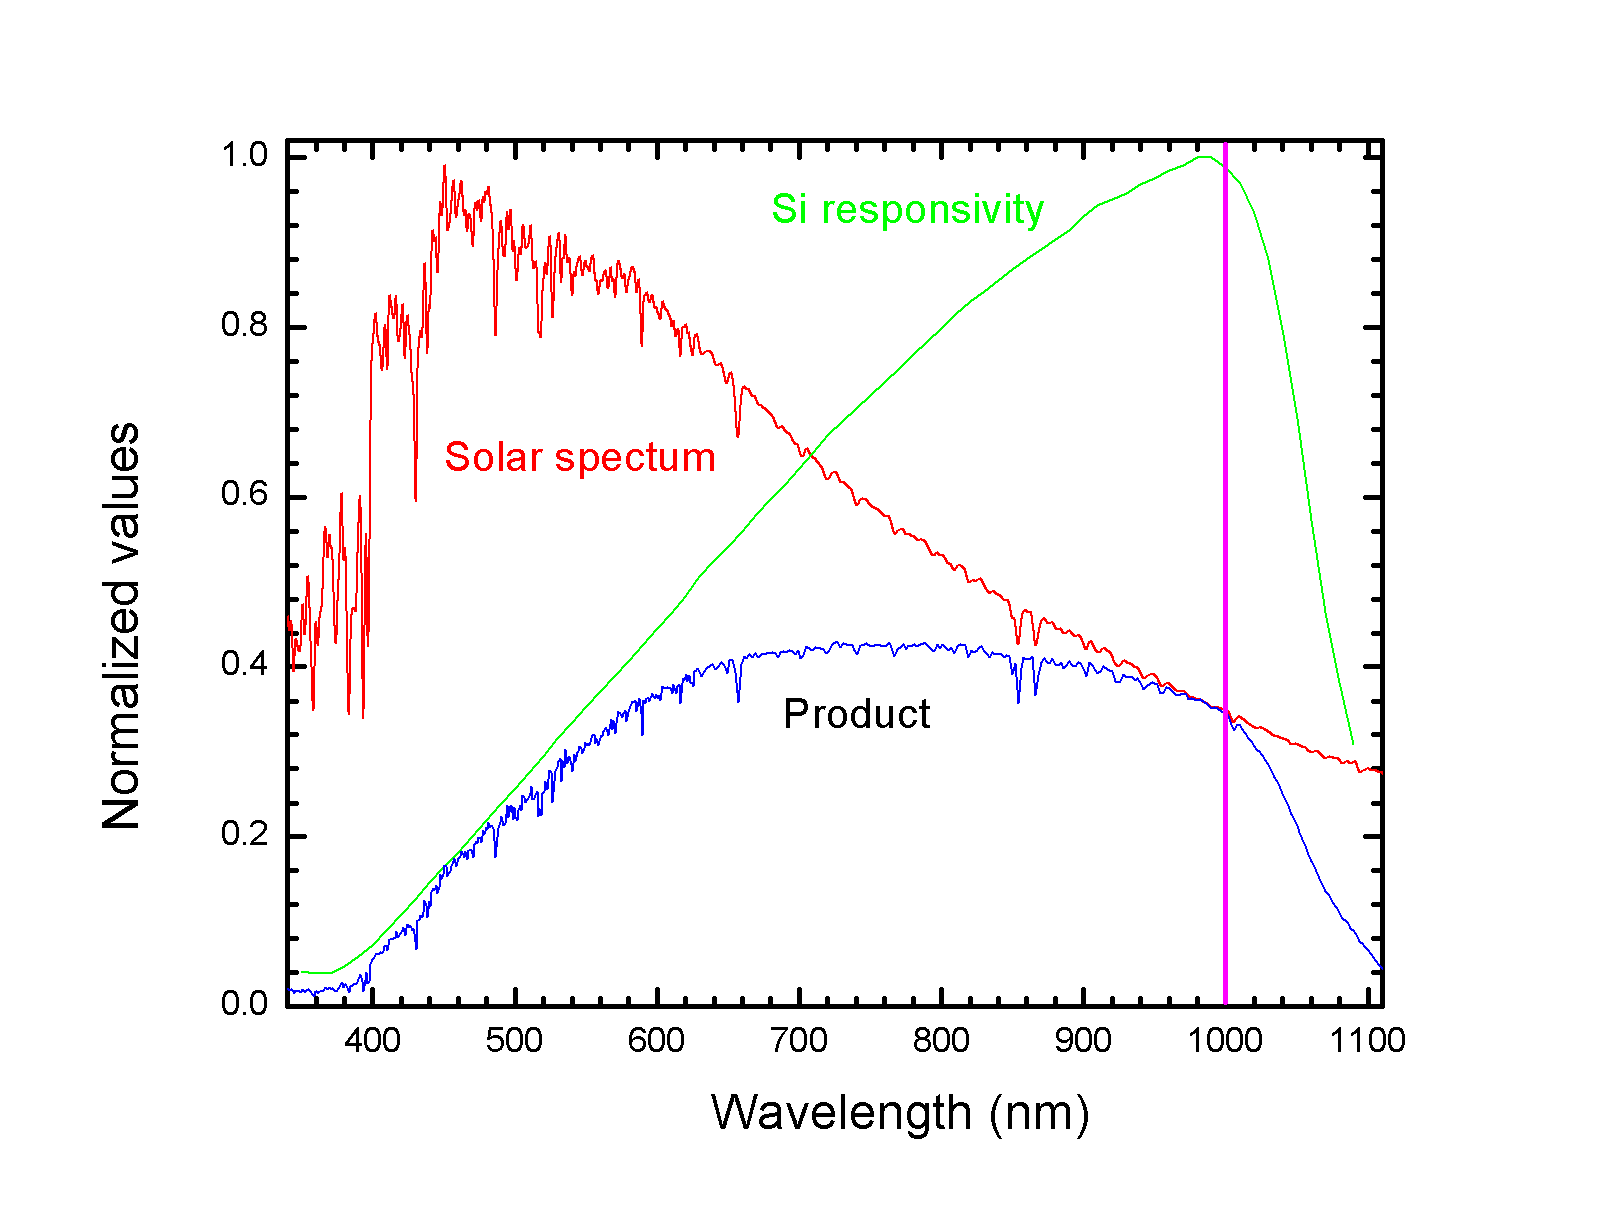 1.0
0.8
0.6
0.4
0.2
0.0
Normalized values
Si responsivity
Solar spectum
Product
400 500 600 700 800 900 1000 1100
Wavelength (nm)